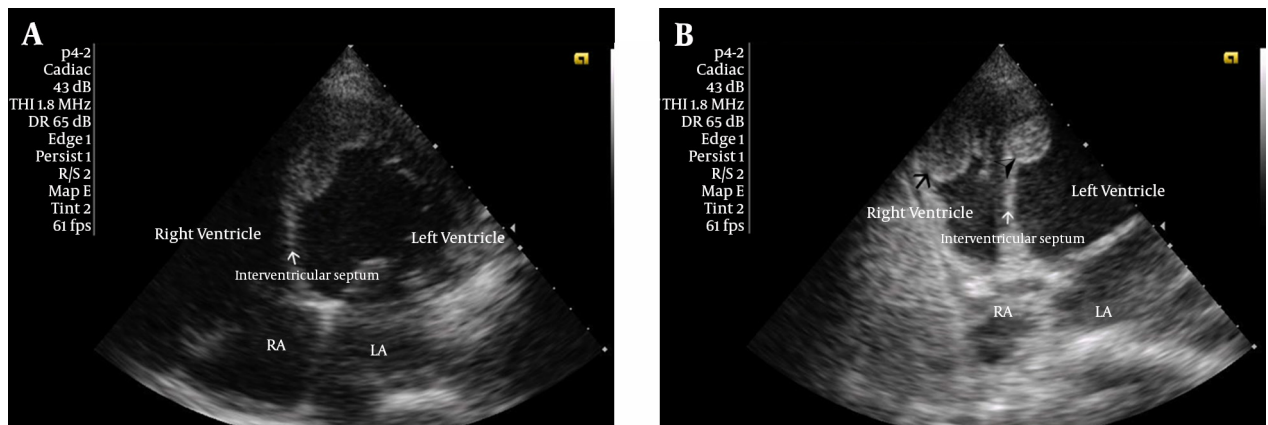 A
p4-2
Cadiac
43 dB
THI 1.8 MHz
DR 65 dB
Edge 1
Persist 1
R/S 2
Map E
Tint 2
61 fps
Right Ventricle
Left Ventricle
Interventricular septum
RA
LA
B
p4-2
Cadiac
43 dB
THI 1.8 MHz
DR 65 dB
Edge 1
Persist 1
R/S 2
Map E
Tint 2
61 fps
Left Ventricle
Right Ventricle
Interventricular septum
RA
LA